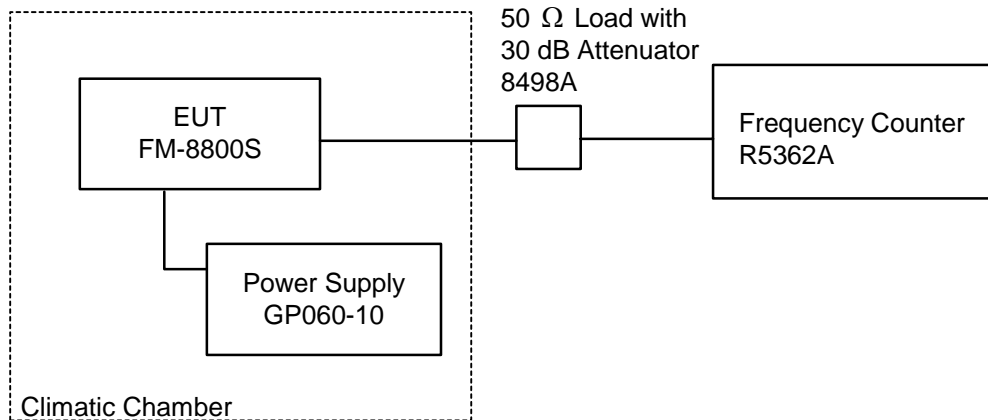 50 Ω Load with
30 dB Attenuator
8498A
EUT
FM-8800S
Frequency Counter
R5362A
Power Supply
GP060-10
Climatic Chamber